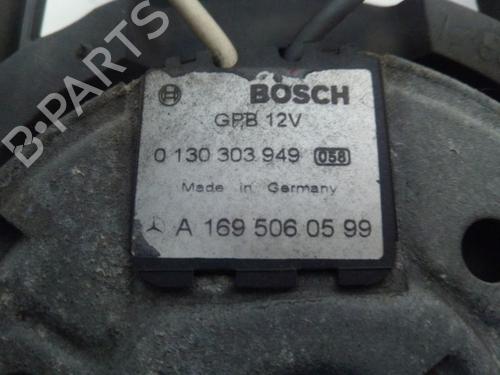 BOSCH
GPB 12V
0 130 303 949 058
Made in Germany
A 169 506 05 99
B-PARTS